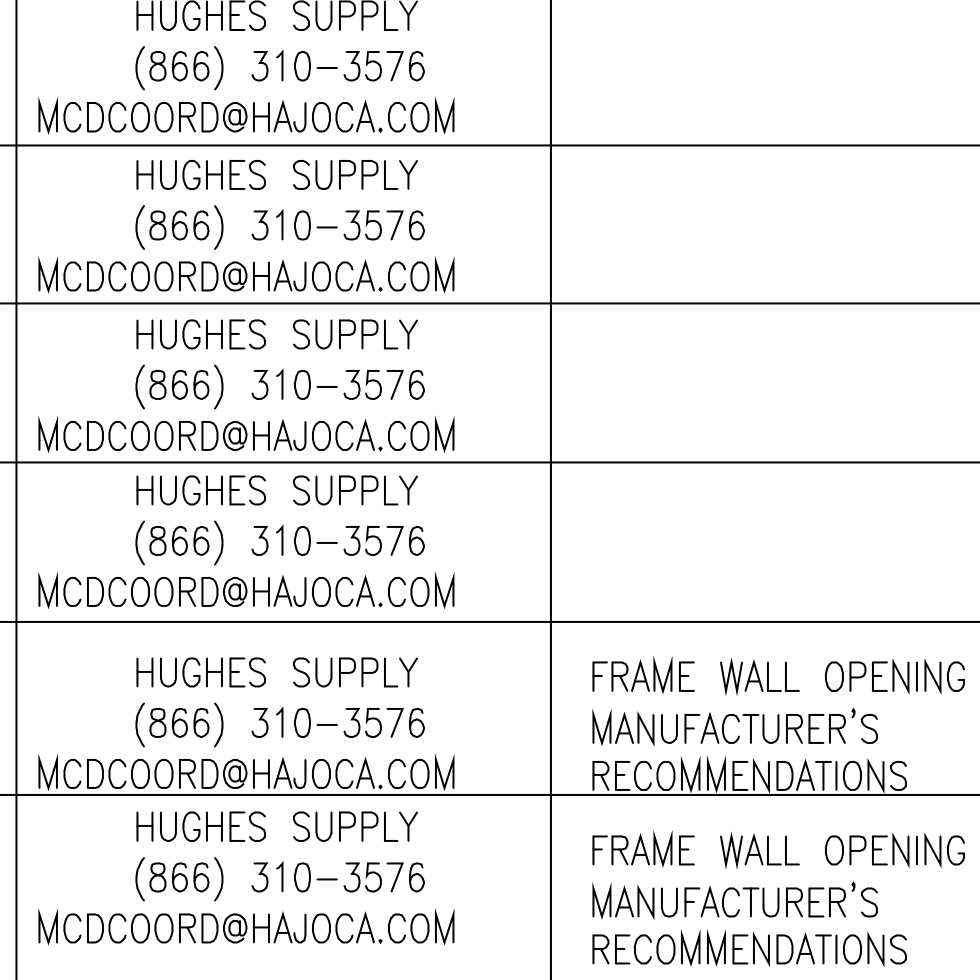 HUGHES SUPPLY
(866) 310-3576
MCDCOORD@HAJOCA.COM
HUGHES SUPPLY
(866) 310-3576
MCDCOORD@HAJOCA.COM
HUGHES SUPPLY
(866) 310-3576
MCDCOORD@HAJOCA.COM
HUGHES SUPPLY
(866) 310-3576
MCDCOORD@HAJOCA.COM
HUGHES SUPPLY
(866) 310-3576
MCDCOORD@HAJOCA.COM
FRAME WALL OPENING
MANUFACTURER'S
RECOMMENDATIONS
HUGHES SUPPLY
(866) 310-3576
MCDCOORD@HAJOCA.COM
FRAME WALL OPENING
MANUFACTURER'S
RECOMMENDATIONS